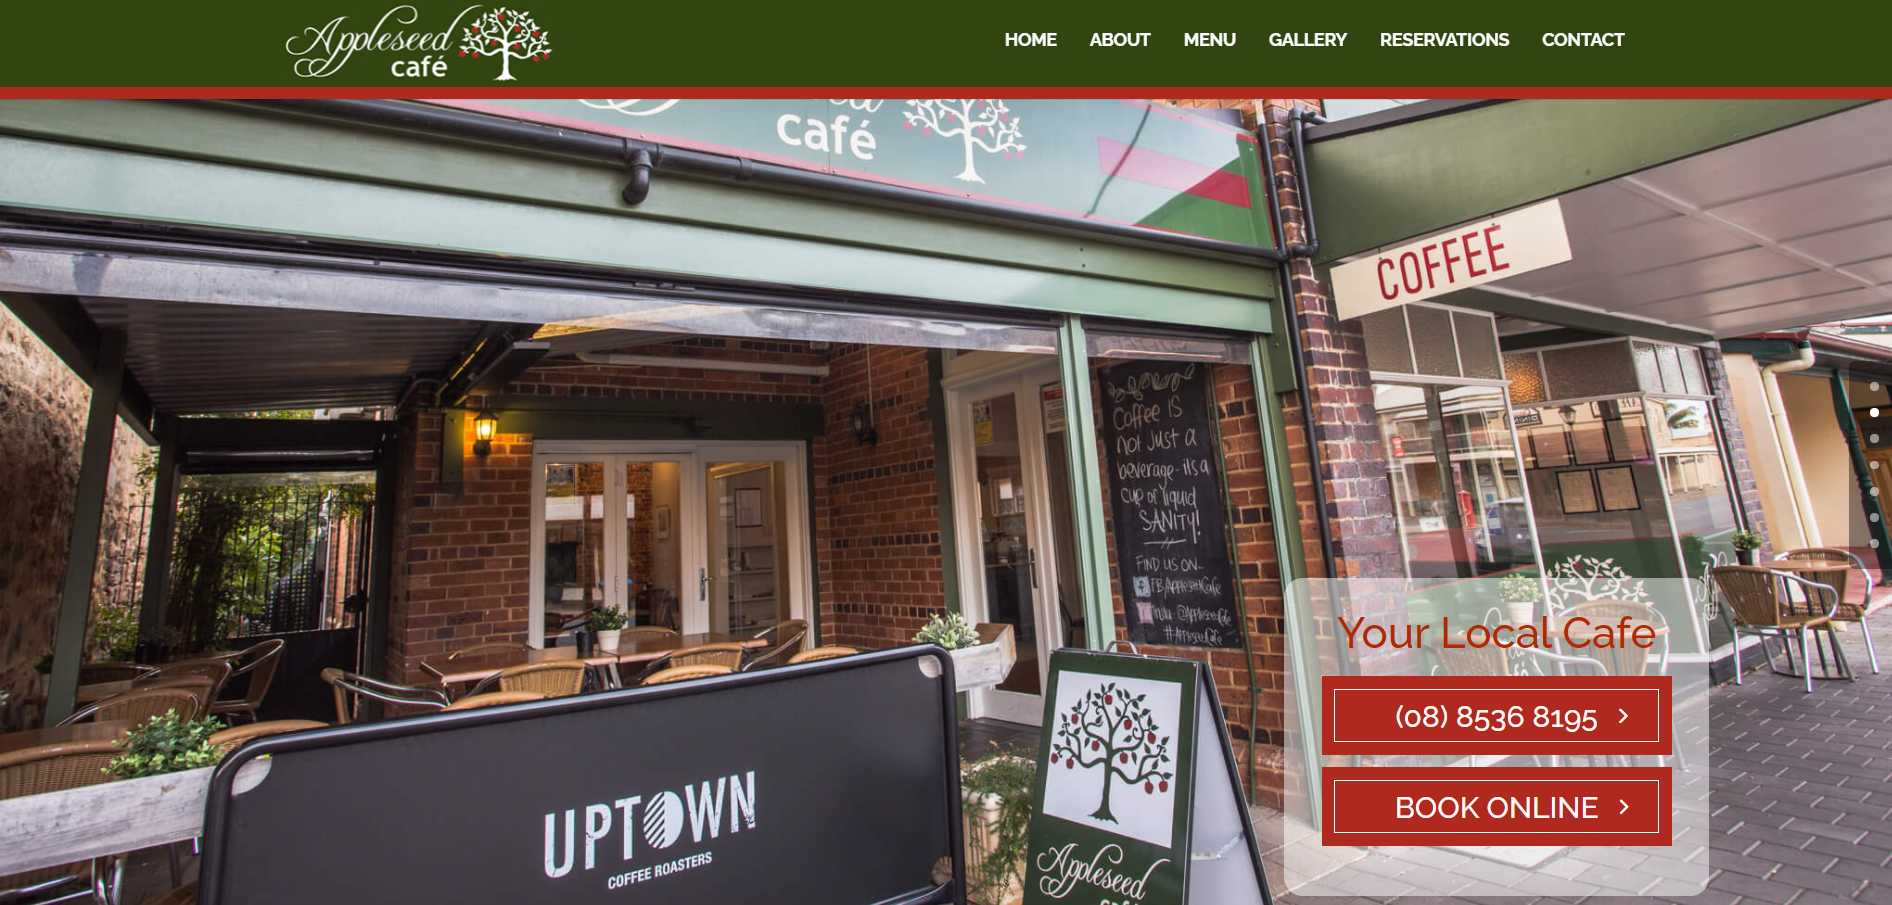 Appleseed
café
HOME
ABOUT
MENU
GALLERY
RESERVATIONS
CONTACT
café
COFFEE
Coffee IS
not just a
beverage - it's a
cup of liquid
SANITY!
FIND US ON
FB/AppleseedCafe
@AppleseedCafe
#AppleseedCafe
Your Local Cafe
(08) 8536 8195
BOOK ONLINE
UPTOWN
COFFEE ROASTERS
Appleseed